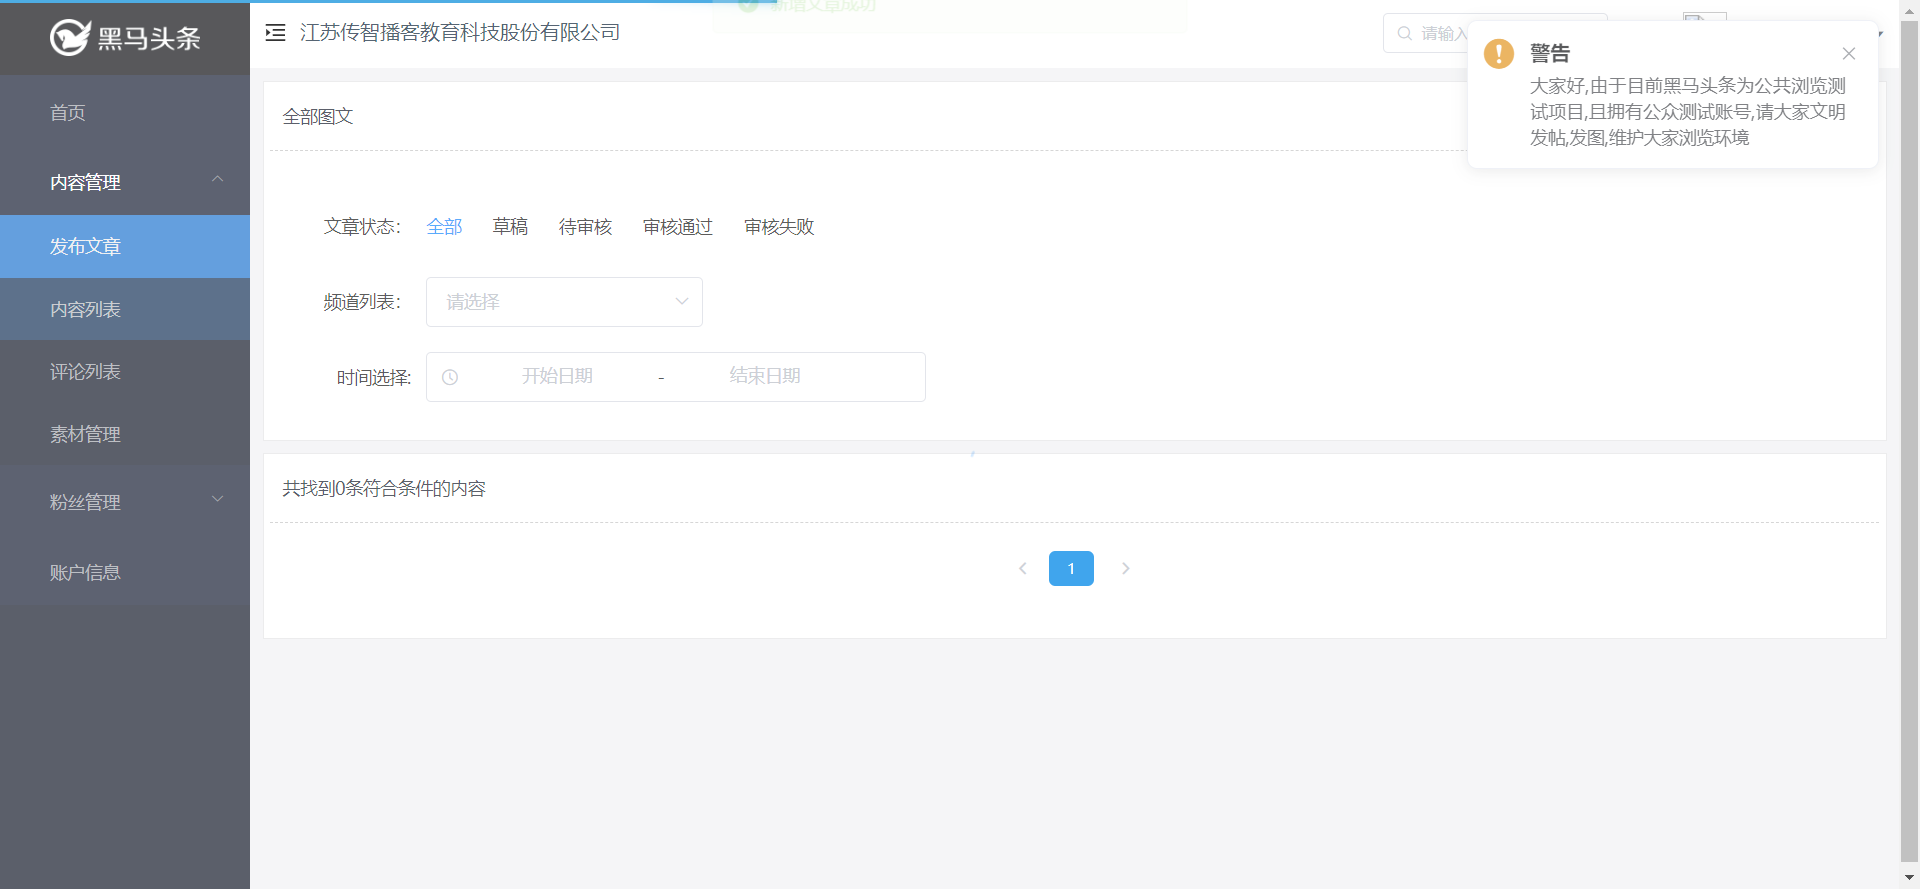 黑马头条
江苏传智播客教育科技股份有限公司
新增文章成功
请输入
警告
大家好,由于目前黑马头条为公共浏览测
试项目,且拥有公众测试账号,请大家文明
发帖,发图,维护大家浏览环境
首页
内容管理
发布文章
内容列表
评论列表
素材管理
粉丝管理
账户信息
全部图文
文章状态: 全部 草稿 待审核 审核通过 审核失败
频道列表: 请选择
时间选择: 开始日期 - 结束日期
共找到0条符合条件的内容
1